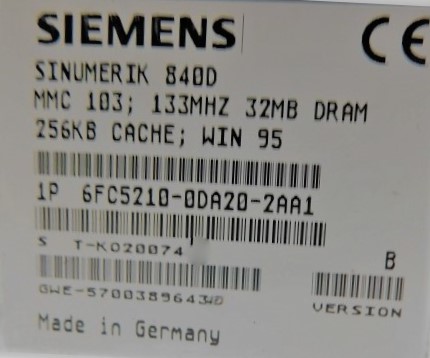 SIEMENS CE
SINUMERIK 840D
MMC 103; 133MHZ 32MB DRAM
256KB CACHE; WIN 95
1P 6FC5210-0DA20-2AA1
S T-K020074
B
GWE-5700389643WD
VERSION
Made in Germany